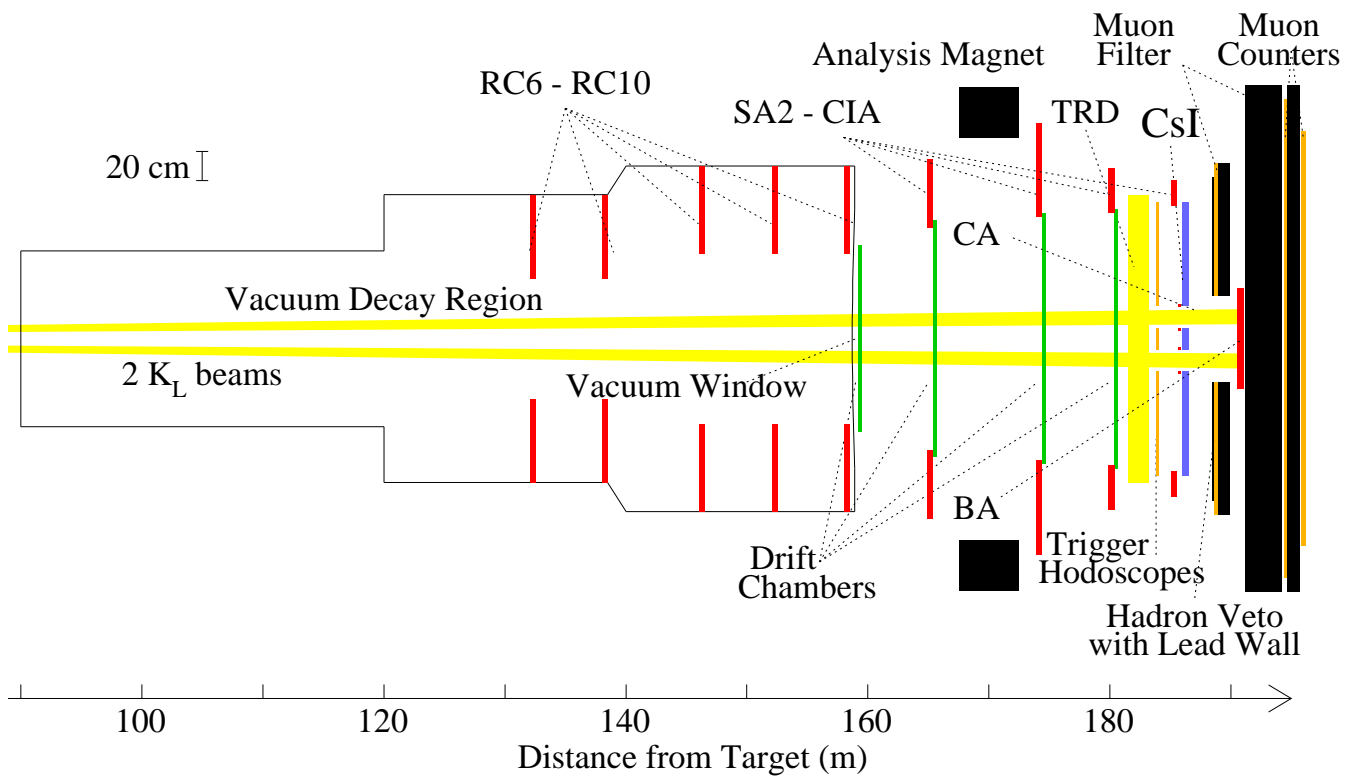 Muon
Filter
Muon
Counters
Analysis Magnet
RC6 - RC10
SA2 - CIA
TRD
CsI
20 cm
CA
Vacuum Decay Region
2 K_L beams
Vacuum Window
BA
Drift
Chambers
Trigger
Hodoscopes
Hadron Veto
with Lead Wall
100
120
140
160
180
Distance from Target (m)